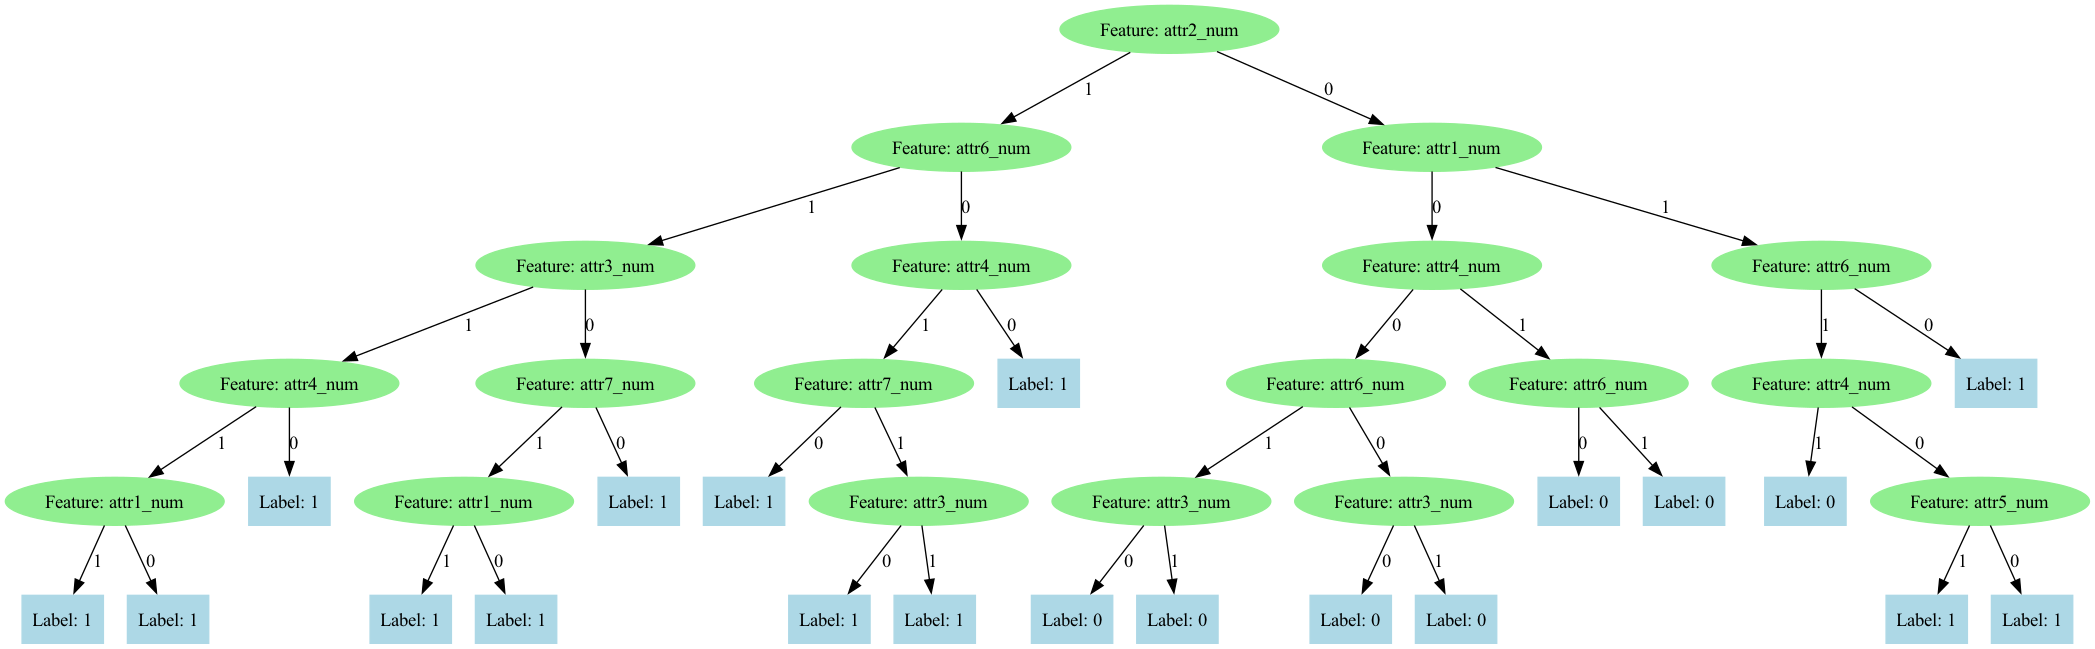 Feature: attr2_num
1
0
Feature: attr6_num
Feature: attr1_num
1
0
0
1
Feature: attr3_num
Feature: attr4_num
Feature: attr4_num
Feature: attr6_num
1
0
1
0
0
1
1
0
Feature: attr4_num
Feature: attr7_num
Feature: attr7_num
Label: 1
Feature: attr6_num
Feature: attr6_num
Feature: attr4_num
Label: 1
1
0
1
0
0
1
1
0
0
1
1
0
Feature: attr1_num
Label: 1
Feature: attr1_num
Label: 1
Label: 1
Feature: attr3_num
Feature: attr3_num
Feature: attr3_num
Label: 0
Label: 0
Label: 0
Feature: attr5_num
1
0
1
0
0
1
0
1
0
1
1
0
Label: 1
Label: 1
Label: 1
Label: 1
Label: 1
Label: 1
Label: 0
Label: 0
Label: 0
Label: 0
Label: 1
Label: 1